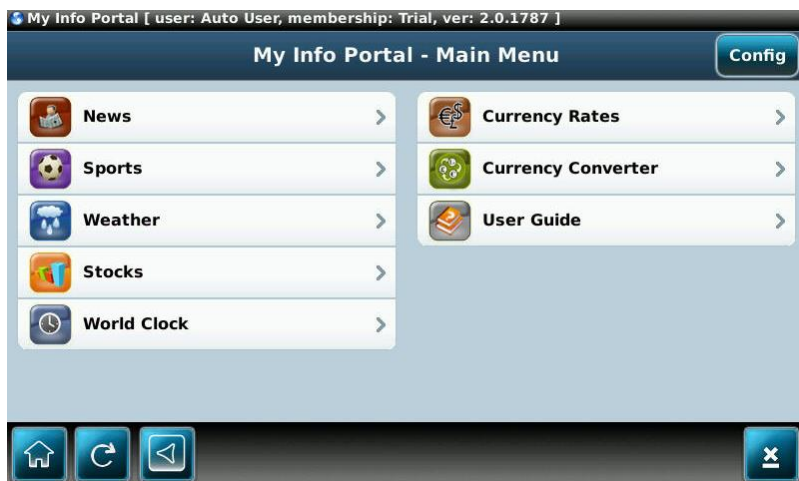 My Info Portal [ user: Auto User, membership: Trial, ver: 2.0.1787 ]
My Info Portal - Main Menu
Config
News
Sports
Weather
Stocks
World Clock
Currency Rates
Currency Converter
User Guide